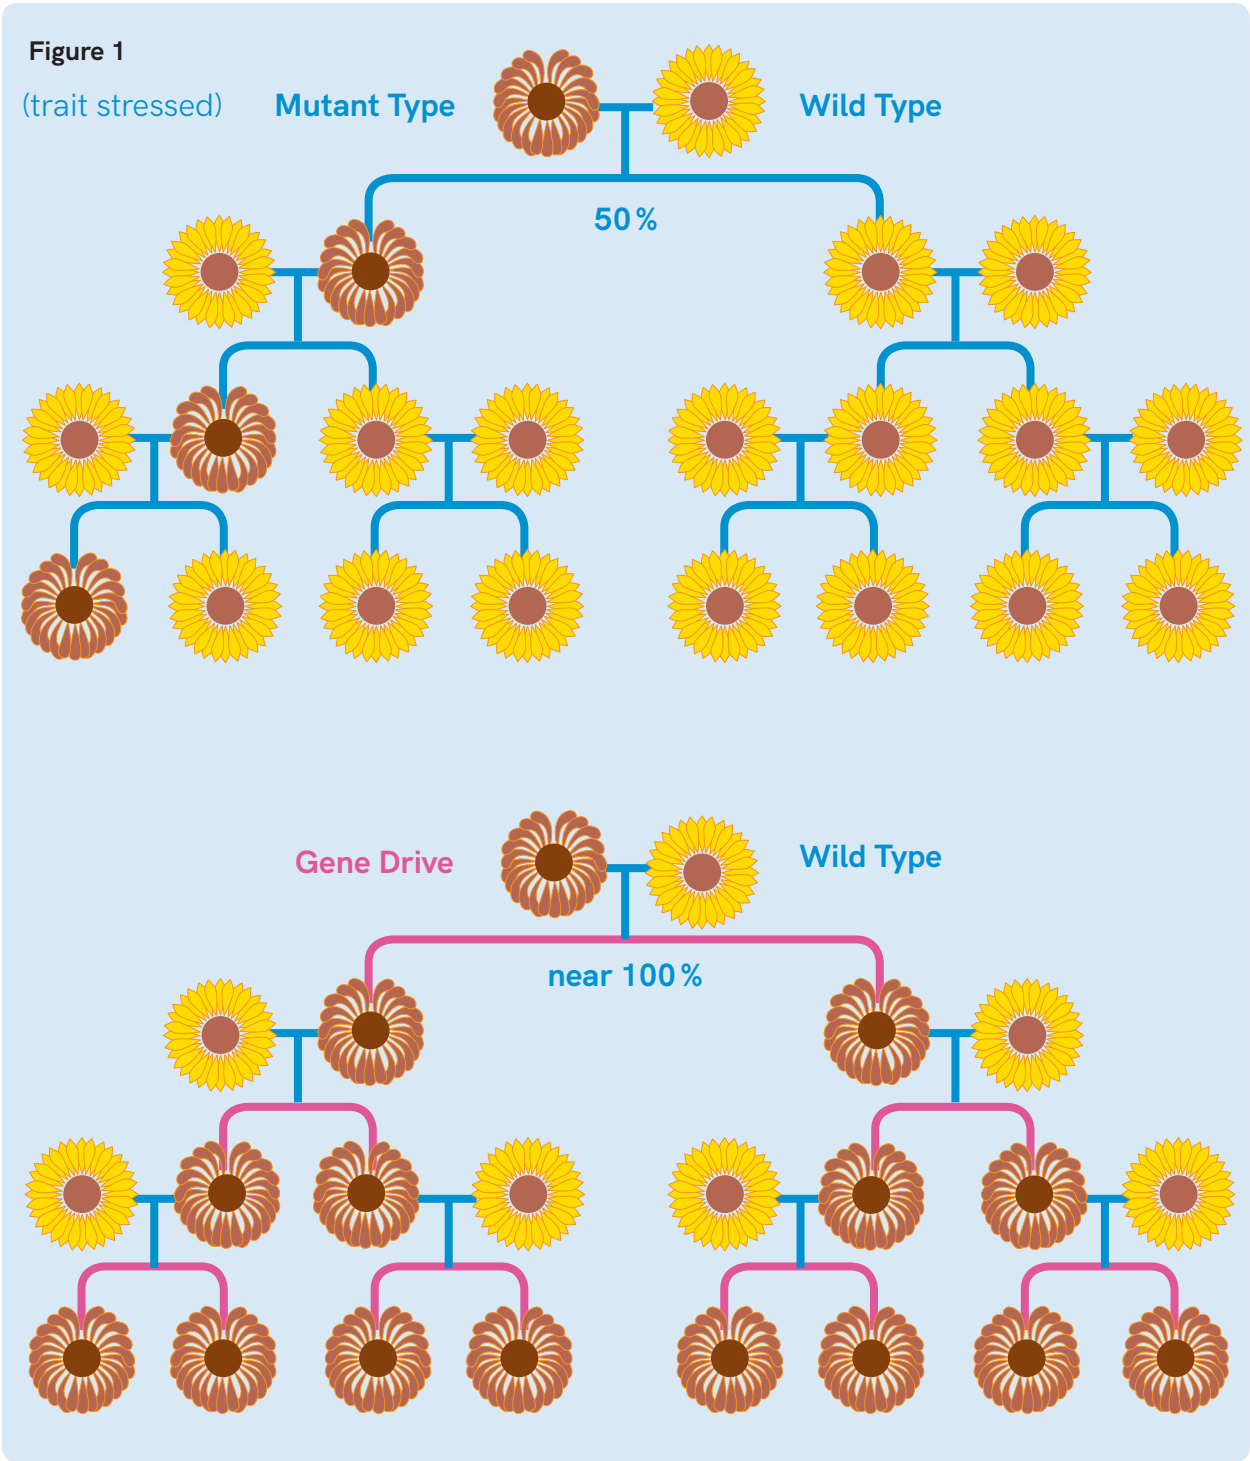 Figure 1
(trait stressed)
Mutant Type
Wild Type
50 %
Gene Drive
Wild Type
near 100 %